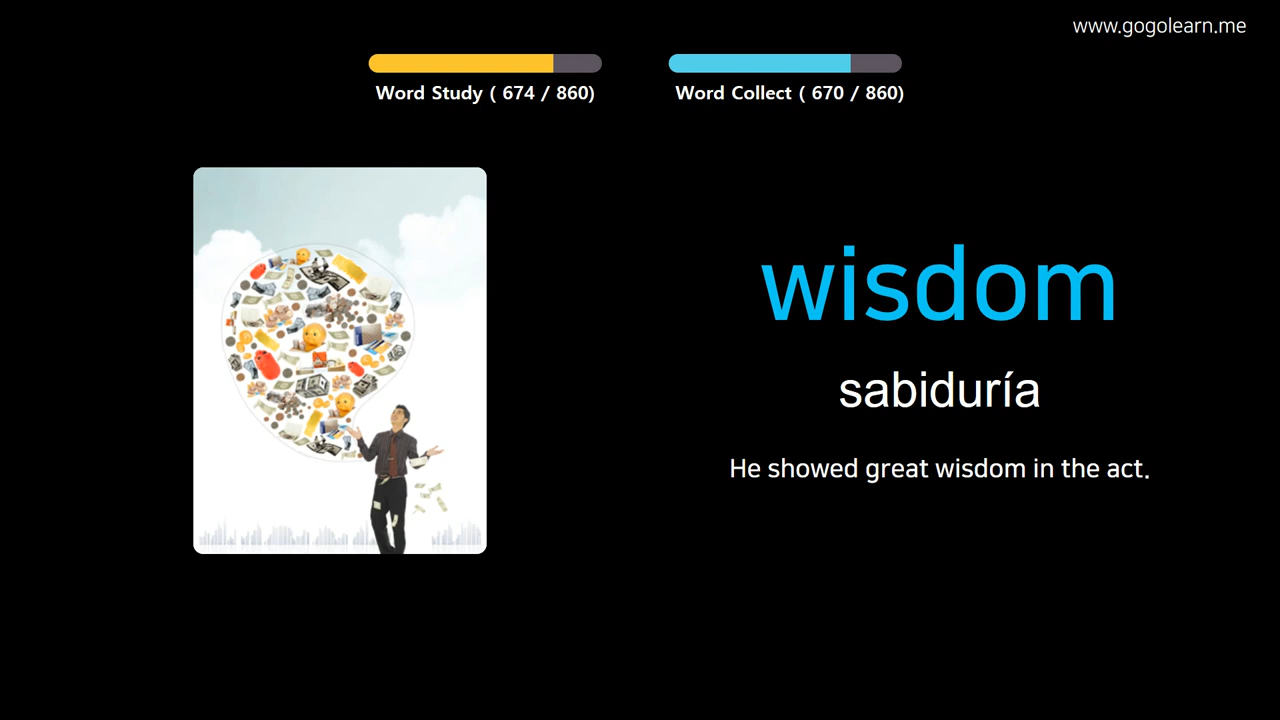 www.gogolearn.me
Word Study ( 674 / 860)
Word Collect ( 670 / 860)
wisdom
sabiduría
He showed great wisdom in the act.